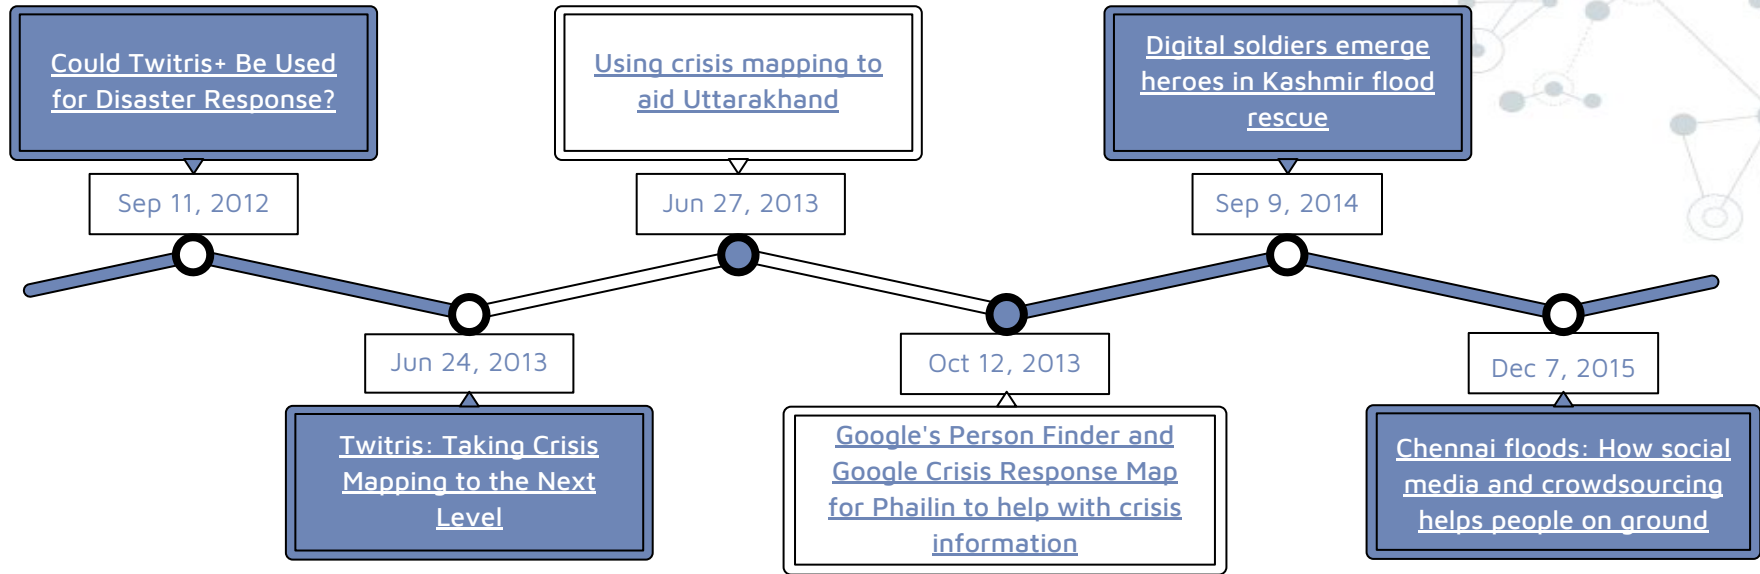 Could Twitris+ Be Used
for Disaster Response?
Sep 11, 2012
Jun 24, 2013
Twitris: Taking Crisis
Mapping to the Next
Level
Using crisis mapping to
aid Uttarakhand
Jun 27, 2013
Oct 12, 2013
Google's Person Finder and
Google Crisis Response Map
for Phailin to help with crisis
information
Digital soldiers emerge
heroes in Kashmir flood
rescue
Sep 9, 2014
Dec 7, 2015
Chennai floods: How social
media and crowdsourcing
helps people on ground